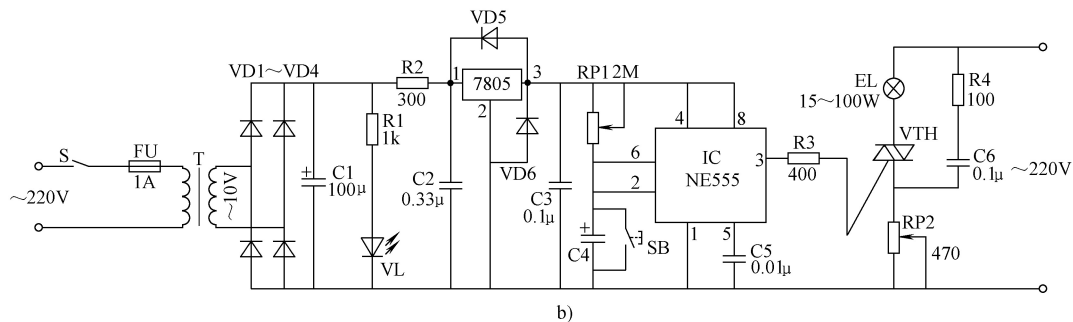 VD5
VD1～VD4
R2
300
1
7805
3
2
RP1 2M
R1
1k
VD6
S
FU
1A
T
～220V
～10V
C1
+
100μ
C2
0.33μ
C3
0.1μ
VL
4
8
6
IC
3
2
NE555
1
5
R3
400
+
C4
SB
C5
0.01μ
EL
15～100W
R4
100
VTH
C6
0.1μ
～220V
RP2
470
b)